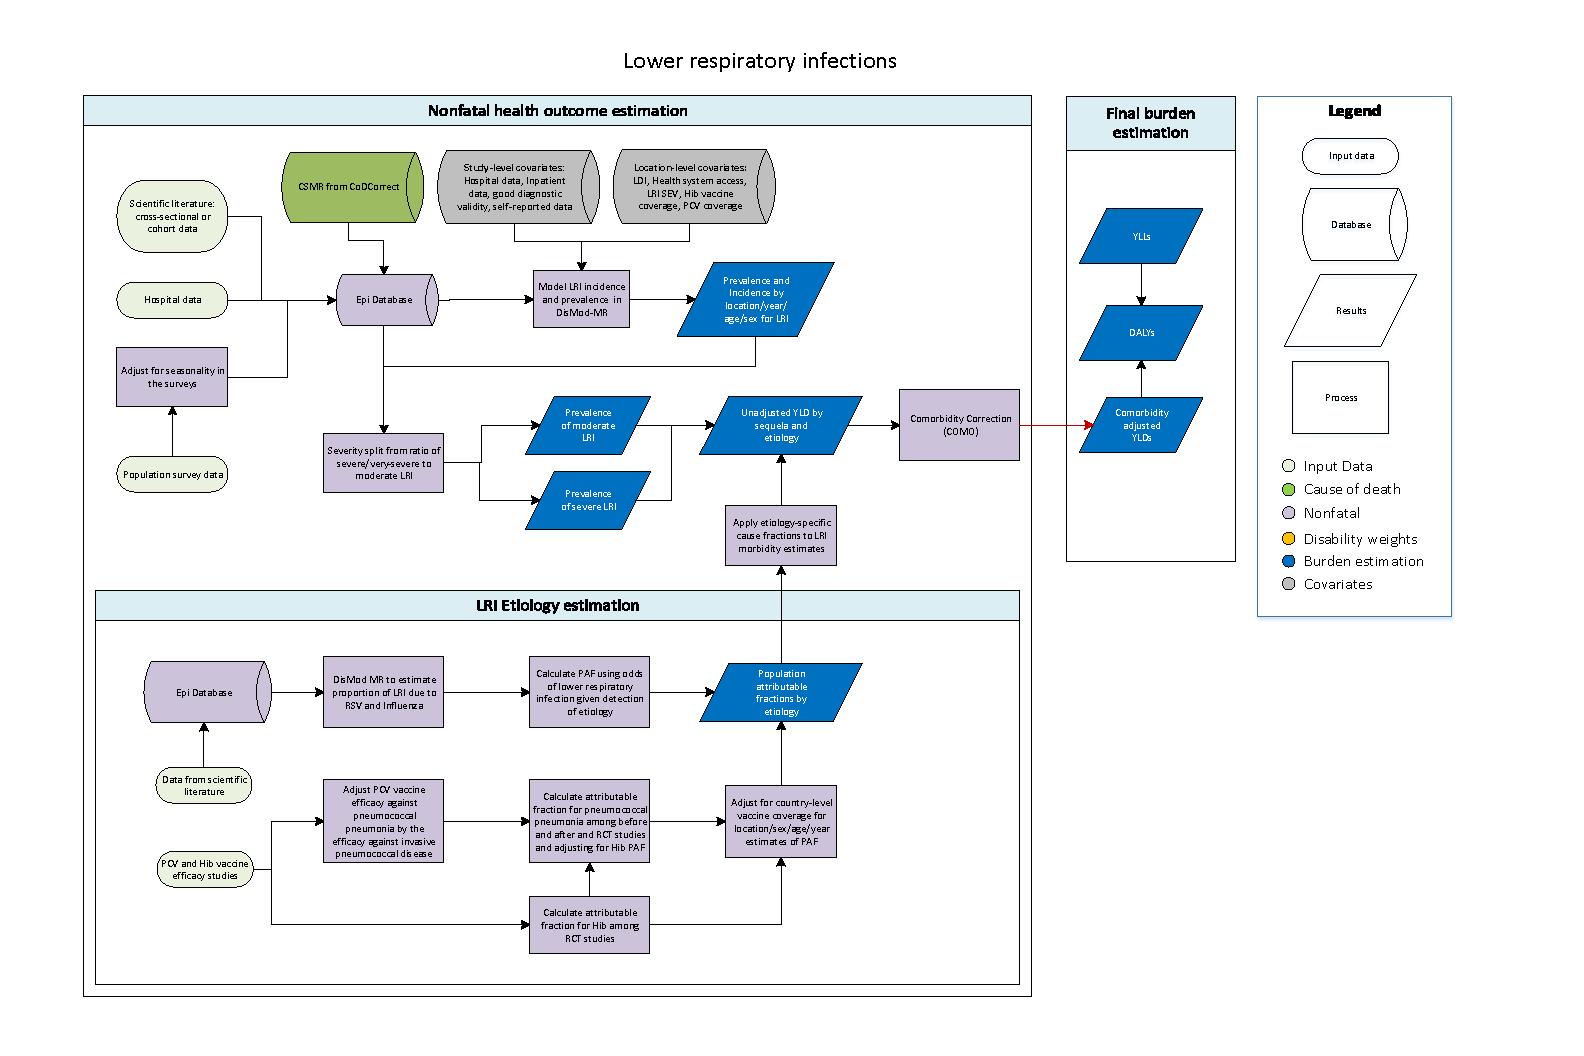 Lower respiratory infections
Nonfatal health outcome estimation
Scientific literature:
cross-sectional or
cohort data
Hospital data
Adjust for seasonality in
the surveys
Population survey data
CSMR from CoDCorrect
Study-level covariates:
Hospital data, Inpatient
data, good diagnostic
validity, self-reported data
Location-level covariates:
LDI, Health system access,
LRI SEV, Hib vaccine
coverage, PCV coverage
Epi Database
Model LRI incidence
and prevalence in
DisMod-MR
Prevalence and
Incidence by
location/year/
age/sex for LRI
Severity split from ratio of
severe/very-severe to
moderate LRI
Prevalence
of moderate
LRI
Prevalence
of severe LRI
Unadjusted YLD by
sequela and
etiology
Comorbidity Correction
(COMO)
Apply etiology-specific
cause fractions to LRI
morbidity estimates
LRI Etiology estimation
Epi Database
DisMod MR to estimate
proportion of LRI due to
RSV and Influenza
Calculate PAF using odds
of lower respiratory
infection given detection
of etiology
Population
attributable
fractions by
etiology
Data from scientific
literature
PCV and Hib vaccine
efficacy studies
Adjust PCV vaccine
efficacy against
pneumococcal
pneumonia by the
efficacy against invasive
pneumococcal disease
Calculate attributable
fraction for pneumococcal
pneumonia among before
and after and RCT studies
and adjusting for Hib PAF
Adjust for country-level
vaccine coverage for
location/sex/age/year
estimates of PAF
Calculate attributable
fraction for Hib among
RCT studies
Final burden
estimation
YLLs
DALYs
Comorbidity
adjusted
YLDs
Legend
Input data
Database
Results
Process
Input Data
Cause of death
Nonfatal
Disability weights
Burden estimation
Covariates